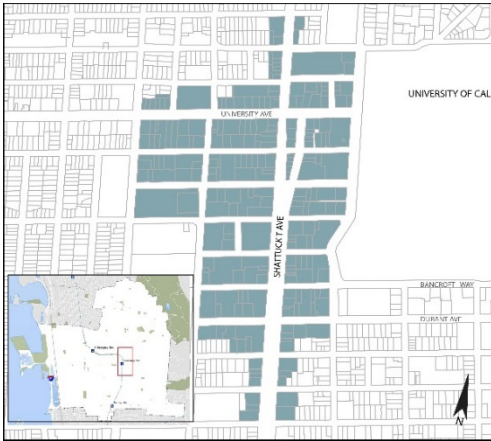 UNIVERSITY OF CAL
UNIVERSITY AVE
SHATTUCK AVE
BANCROFT WAY
DURANT AVE